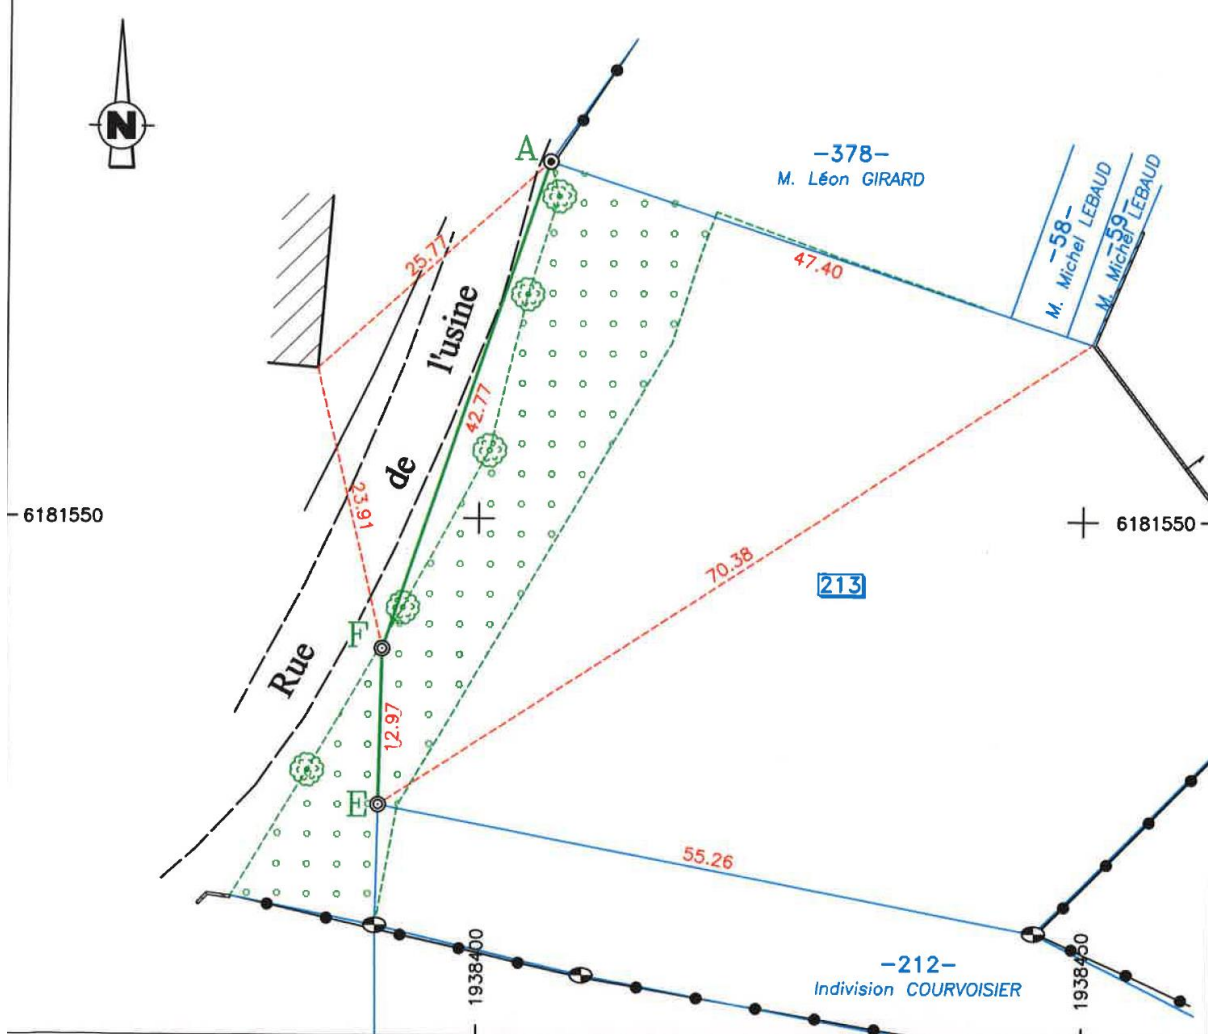 N
A
-378-
M. Léon GIRARD
-58-
M. Michel LEBAUD
-59-
M. Michel LEBAUD
25.77
47.40
l'usine
42.77
de
23.91
6181550
6181550
70.38
213
F
Rue
12.97
E
55.26
1938400
-212-
Indivision COURVOISIER
1938450